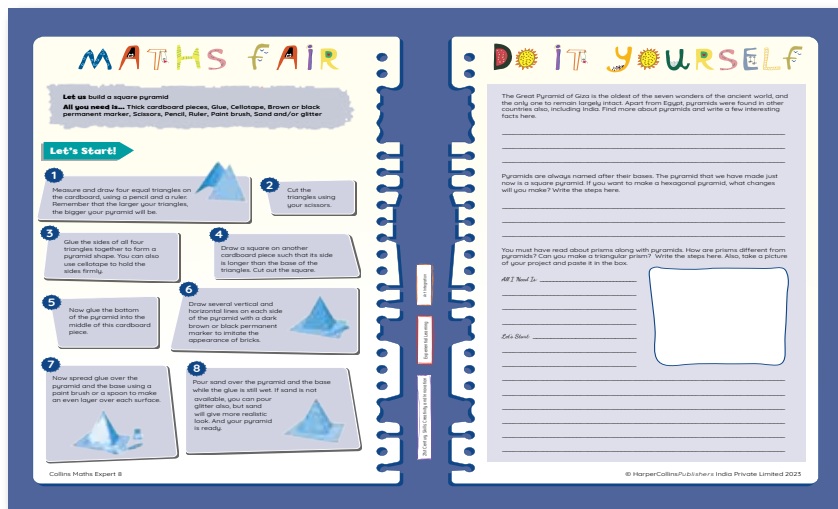 MATHS FAIR
Let us build a square pyramid
All you need is... Thick cardboard pieces, Glue, Cellotape, Brown or black
permanent marker, Scissors, Pencil, Ruler, Paint brush, Sand and/or glitter
Let's Start!
1
Measure and draw four equal triangles on
the cardboard, using a pencil and a ruler.
Remember that the larger your triangles,
the bigger your pyramid will be.
2
Cut the
triangles using
your scissors.
3
Glue the sides of all four
triangles together to form a
pyramid shape. You can also
use cellotape to hold the
sides firmly.
4
Draw a square on another
cardboard piece such that its side
is longer than the base of the
triangles. Cut out the square.
5
Now glue the bottom
of the pyramid into the
middle of this cardboard
piece.
6
Draw several vertical and
horizontal lines on each side
of the pyramid with a dark
brown or black permanent
marker to imitate the
appearance of bricks.
7
Now spread glue over the
pyramid and the base using a
paint brush or a spoon to make
an even layer over each surface.
8
Pour sand over the pyramid and the base
while the glue is still wet. If sand is not
available, you can pour
glitter also, but sand
will give more realistic
look. And your pyramid
is ready.
Collins Maths Expert 8
Art Integration
Experiential Learning
21st Century Skills: Creativity and Innovation
DO IT YOURSELF
The Great Pyramid of Giza is the oldest of the seven wonders of the ancient world, and
the only one to remain largely intact. Apart from Egypt, pyramids were found in other
countries also, including India. Find more about pyramids and write a few interesting
facts here.
Pyramids are always named after their bases. The pyramid that we have made just
now is a square pyramid. If you want to make a hexagonal pyramid, what changes
will you make? Write the steps here.
You must have read about prisms along with pyramids. How are prisms different from
pyramids? Can you make a triangular prism? Write the steps here. Also, take a picture
of your project and paste it in the box.
All I Need Is:
Let's Start:
© HarperCollinsPublishers India Private Limited 2023